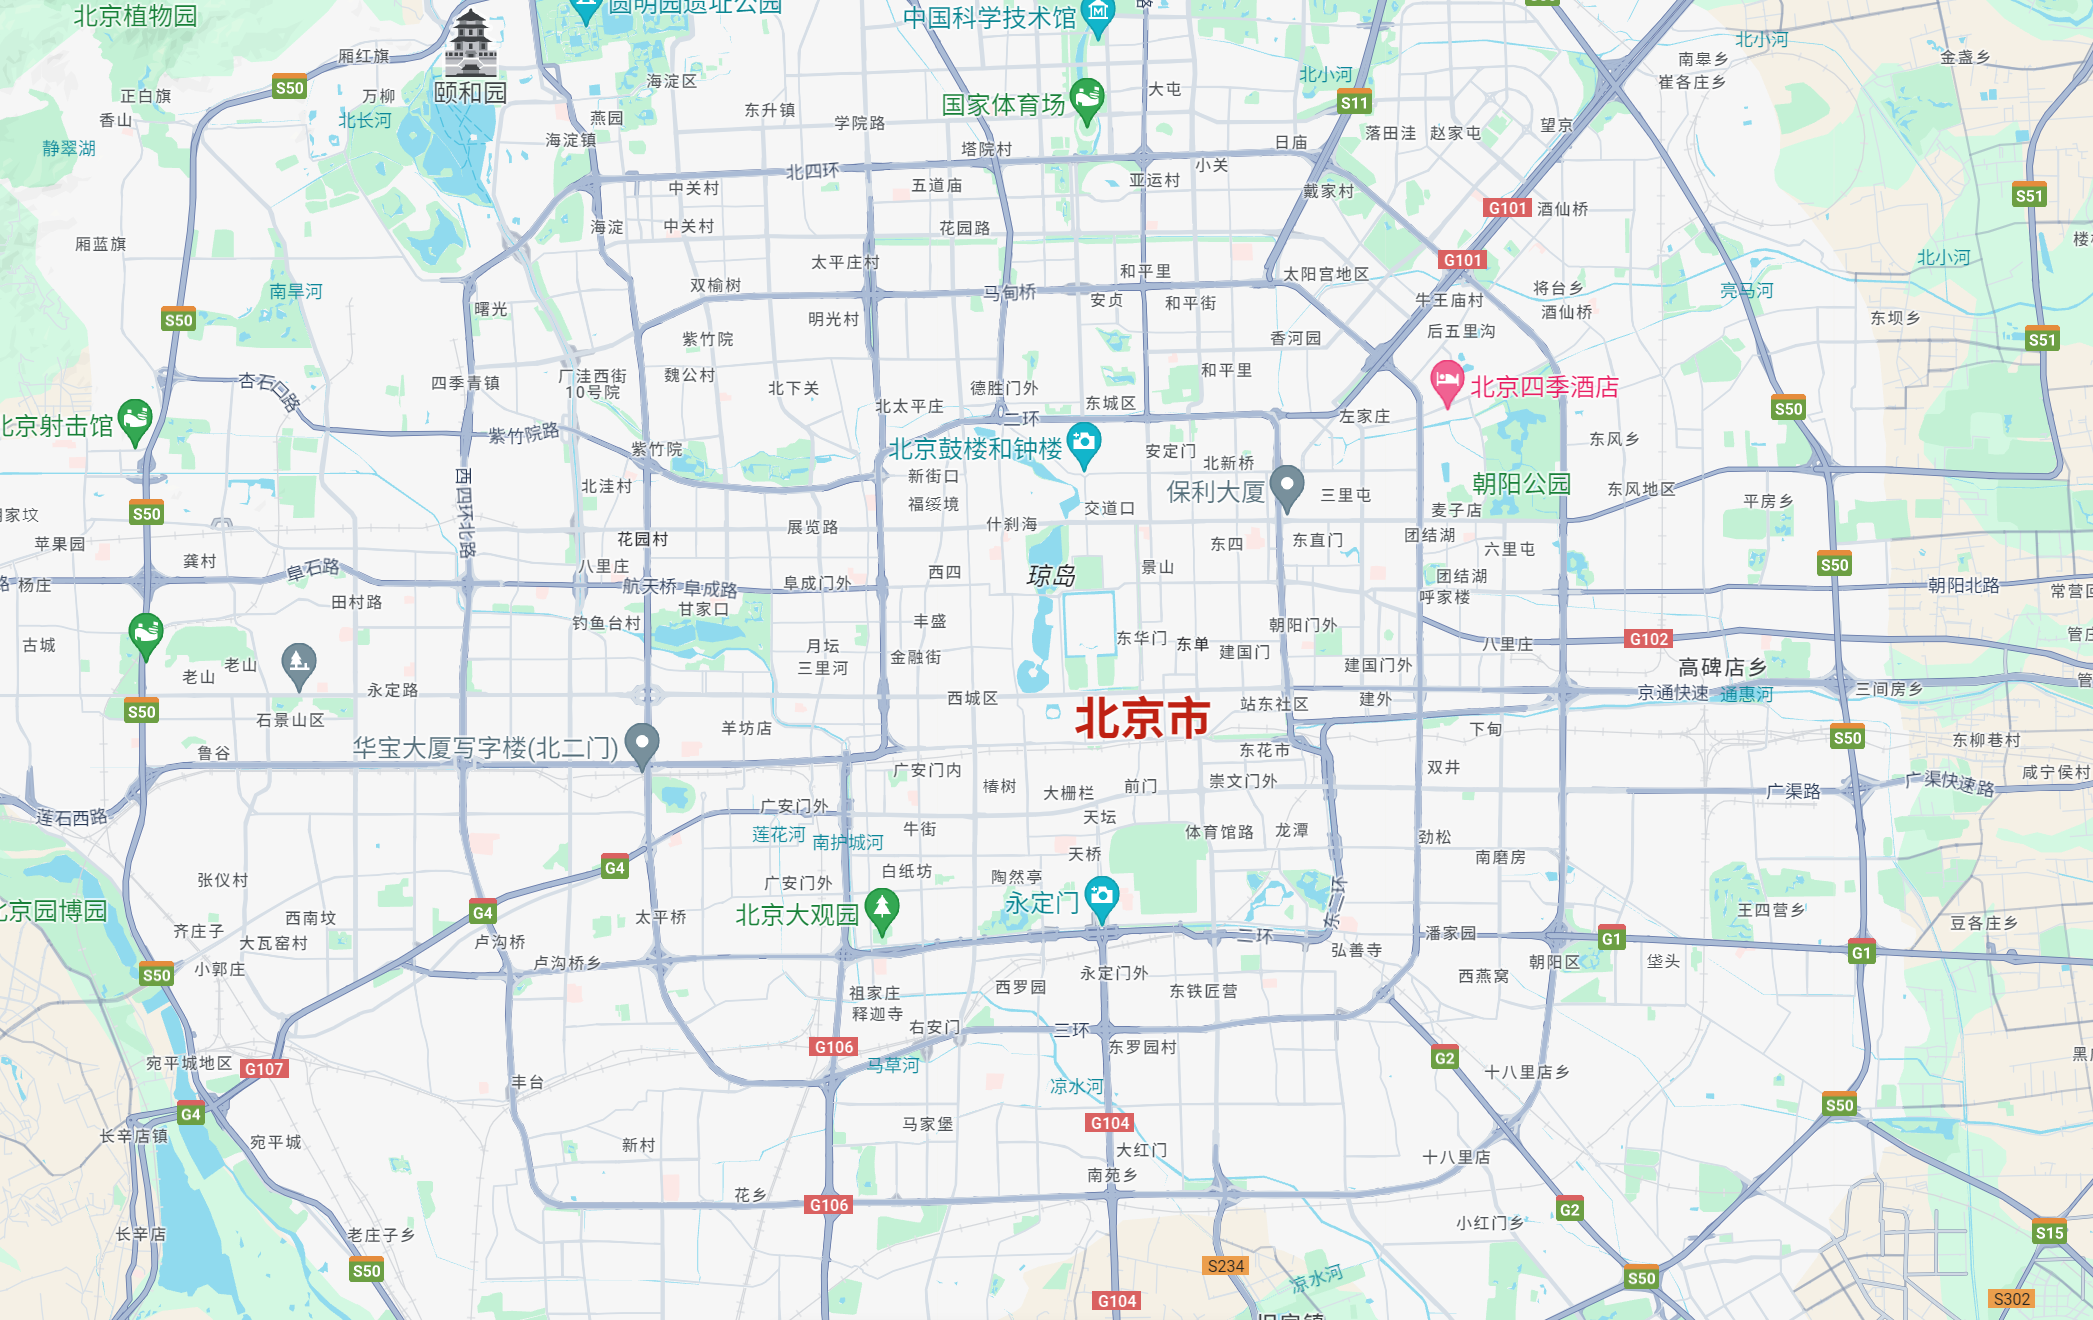 北京植物园
圆明园遗址公园
中国科学技术馆
北小河
南皋乡
金盏乡
厢红旗
S50
颐和园
海淀区
北小河
崔各庄乡
正白旗
万柳
国家体育场
大屯
S11
香山
北长河
燕园
东升镇
学院路
落田洼
赵家屯
望京
静翠湖
海淀镇
塔院村
日庙
北四环
五道庙
亚运村
小关
戴家村
S51
中关村
G101
酒仙桥
海淀
中关村
花园路
厢蓝旗
太平庄村
和平里
太阳宫地区
G101
北小河
南旱河
双榆树
马甸桥
安贞
和平街
牛王庙村
将台乡
亮马河
S50
曙光
明光村
后五里沟
酒仙桥
东坝乡
紫竹院
香河园
S51
杏石口路
四季青镇
厂洼西街
10号院
魏公村
北下关
德胜门外
和平里
北京四季酒店
北京射击馆
北太平庄
二环
东城区
左家庄
S50
紫竹院路
紫竹院
北京鼓楼和钟楼
安定门
北新桥
东风乡
西四环北路
北洼村
新街口
保利大厦
三里屯
朝阳公园
东风地区
福绥境
交道口
麦子店
平房乡
S50
苹果园
花园村
展览路
什刹海
东四
东直门
团结湖
六里屯
S50
龚村
阜石路
八里庄
西四
琼岛
景山
团结湖
杨庄
田村路
航天桥
阜成路
阜成门外
呼家楼
朝阳北路
甘家口
钓鱼台村
丰盛
朝阳门外
古城
月坛
东华门
东单
八里庄
G102
老山
三里河
金融街
建国门
建国门外
高碑店乡
老山
永定路
西城区
站东社区
建外
京通快速
通惠河
三间房乡
S50
石景山区
羊坊店
北京市
下甸
S50
鲁谷
华宝大厦写字楼(北二门)
东花市
东柳巷村
广安门内
椿树
前门
崇文门外
双井
咸宁侯村
大栅栏
广渠路
广渠快速路
莲石西路
广安门外
天坛
莲花河
南护城河
牛街
体育馆路
龙潭
劲松
G4
天桥
南磨房
张仪村
广安门外
白纸坊
陶然亭
G4
太平桥
北京大观园
永定门
王四营乡
北京园博园
西南坟
东二环
豆各庄乡
齐庄子
大瓦窑村
卢沟桥
二环
弘善寺
潘家园
G1
G1
S50
小郭庄
卢沟桥乡
永定门外
朝阳区
垡头
西燕窝
祖家庄
西罗园
东铁匠营
释迦寺
右安门
三环
宛平城地区
G107
G106
东罗园村
G2
马草河
丰台
凉水河
十八里店乡
G4
S50
长辛店镇
宛平城
新村
马家堡
G104
大红门
十八里店
南苑乡
花乡
G106
G2
小红门乡
长辛店
老庄子乡
S15
S50
S234
凉水河
S50
G104
S302